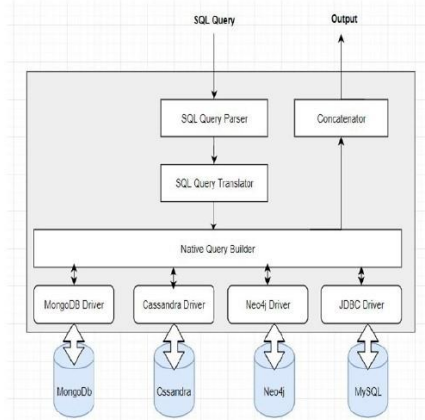 SQL Query
Output
SQL Query Parser
Concatenator
SQL Query Translator
Native Query Builder
MongoDB Driver
Cassandra Driver
Neo4j Driver
JDBC Driver
MongoDb
Cssandra
Neo4j
MySQL